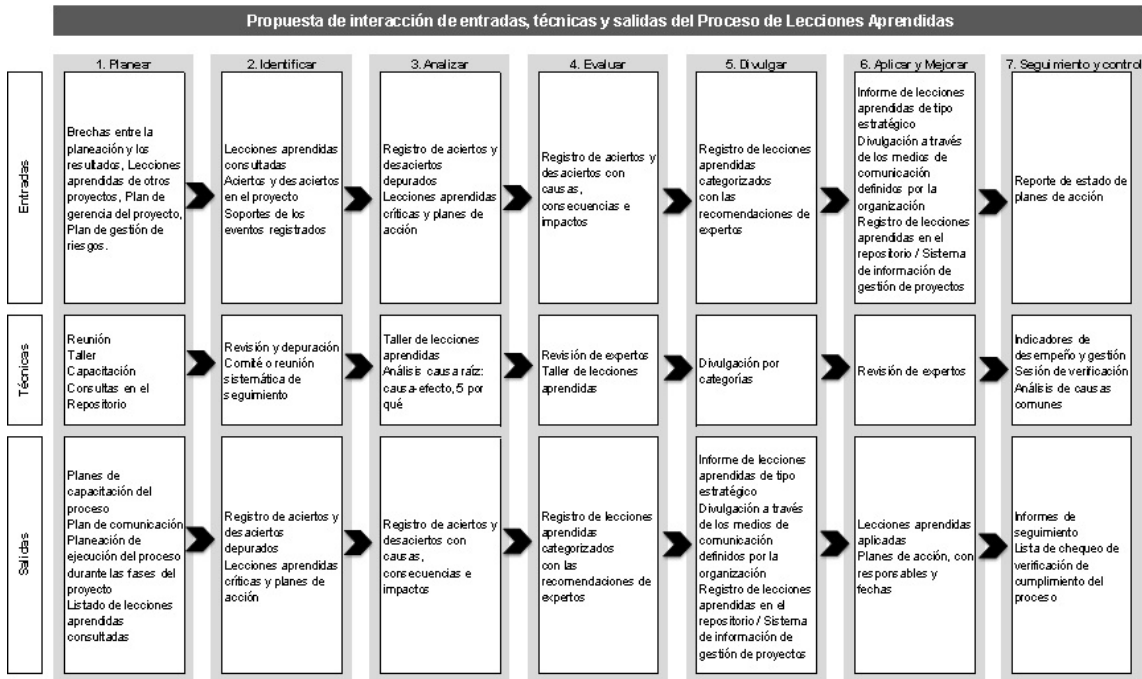 Propuesta de interacción de entradas, técnicas y salidas del Proceso de Lecciones Aprendidas
1. Planear
2. Identificar
3. Analizar
4. Evaluar
5. Divulgar
6. Aplicar y Mejorar
7. Seguimiento y control
Entradas
Brechas entre la
planeación y los
resultados, Lecciones
aprendidas de otros
proyectos, Plan de
gerencia del proyecto,
Plan de gestión de
riesgos.
Lecciones aprendidas
consultadas
Aciertos y desaciertos
en el proyecto
Soportes de los
eventos registrados
Registro de aciertos y
desaciertos
depurados
Lecciones aprendidas
críticas y planes de
acción
Registro de aciertos y
desaciertos con
causas,
consecuencias e
impactos
Registro de lecciones
aprendidas
categorizados
con las
recomendaciones de
expertos
Informe de lecciones
aprendidas de tipo
estratégico
Divulgación a través
de los medios de
comunicación
definidos por la
organización
Registro de lecciones
aprendidas en el
repositorio / Sistema
de información de
gestión de proyectos
Reporte de estado de
planes de acción
Técnicas
Reunión
Taller
Capacitación
Consultas en el
Repositorio
Revisión y depuración
Comité o reunión
sistemática de
seguimiento
Taller de lecciones
aprendidas
Análisis causa raíz:
causa-efecto, 5 por
qué
Revisión de expertos
Taller de lecciones
aprendidas
Divulgación por
categorías
Revisión de expertos
Indicadores de
desempeño y gestión
Sesión de verificación
Análisis de causas
comunes
Salidas
Planes de
capacitación del
proceso
Plan de comunicación
Planeación de
ejecución del proceso
durante las fases del
proyecto
Listado de lecciones
aprendidas
consultadas
Registro de aciertos y
desaciertos
depurados
Lecciones aprendidas
críticas y planes de
acción
Registro de aciertos y
desaciertos con
causas,
consecuencias e
impactos
Registro de lecciones
aprendidas
categorizados
con las
recomendaciones de
expertos
Informe de lecciones
aprendidas de tipo
estratégico
Divulgación a través
de los medios de
comunicación
definidos por la
organización
Registro de lecciones
aprendidas en el
repositorio / Sistema
de información de
gestión de proyectos
Lecciones aprendidas
aplicadas
Planes de acción, con
responsables y
fechas
Informes de
seguimiento
Lista de chequeo de
verificación de
cumplimiento del
proceso